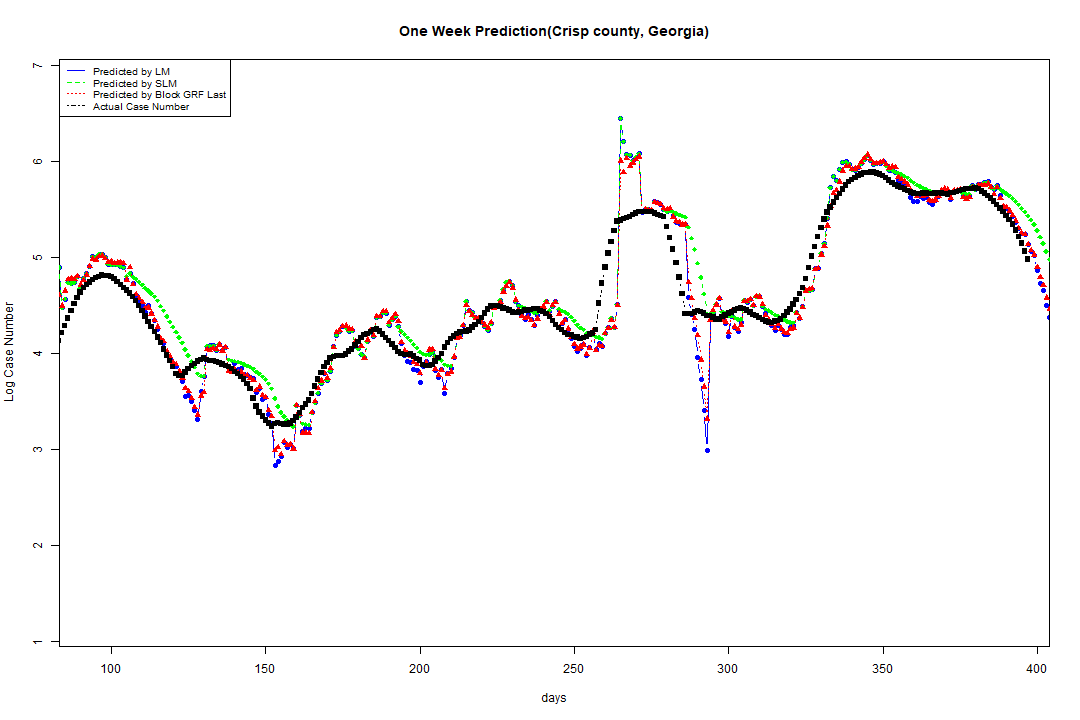 One Week Prediction(Crisp county, Georgia)
7
Predicted by LM
Predicted by SLM
Predicted by Block GRF Last
Actual Case Number
6
5
4
3
2
1
Log Case Number
100 150 200 250 300 350 400
days